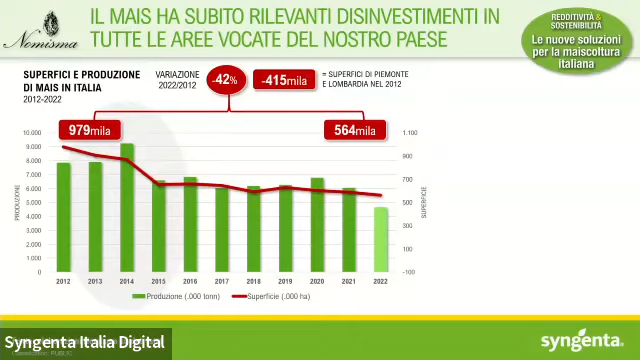 Nomisma
IL MAIS HA SUBITO RILEVANTI DISINVESTIMENTI IN
TUTTE LE AREE VOCATE DEL NOSTRO PAESE
REDDITIVITÀ &
SOSTENIBILITÀ
Le nuove soluzioni
per la maiscoltura
italiana
SUPERFICI E PRODUZIONE
DI MAIS IN ITALIA
2012-2022
VARIAZIONE
2022/2012
-42%
-415mila
= SUPERFICI DI PIEMONTE
E LOMBARDIA NEL 2012
979mila
564mila
10.000
9.000
8.000
7.000
6.000
5.000
4.000
3.000
2.000
1.000
0
PRODUZIONE
1.100
900
700
500
300
100
-100
SUPERFICIE
2012 2013 2014 2015 2016 2017 2018 2019 2020 2021 2022
Produzione (.000 tonn) Superficie (.000 ha)
Syngenta Italia Digital
Classification: PUBLIC
syngenta